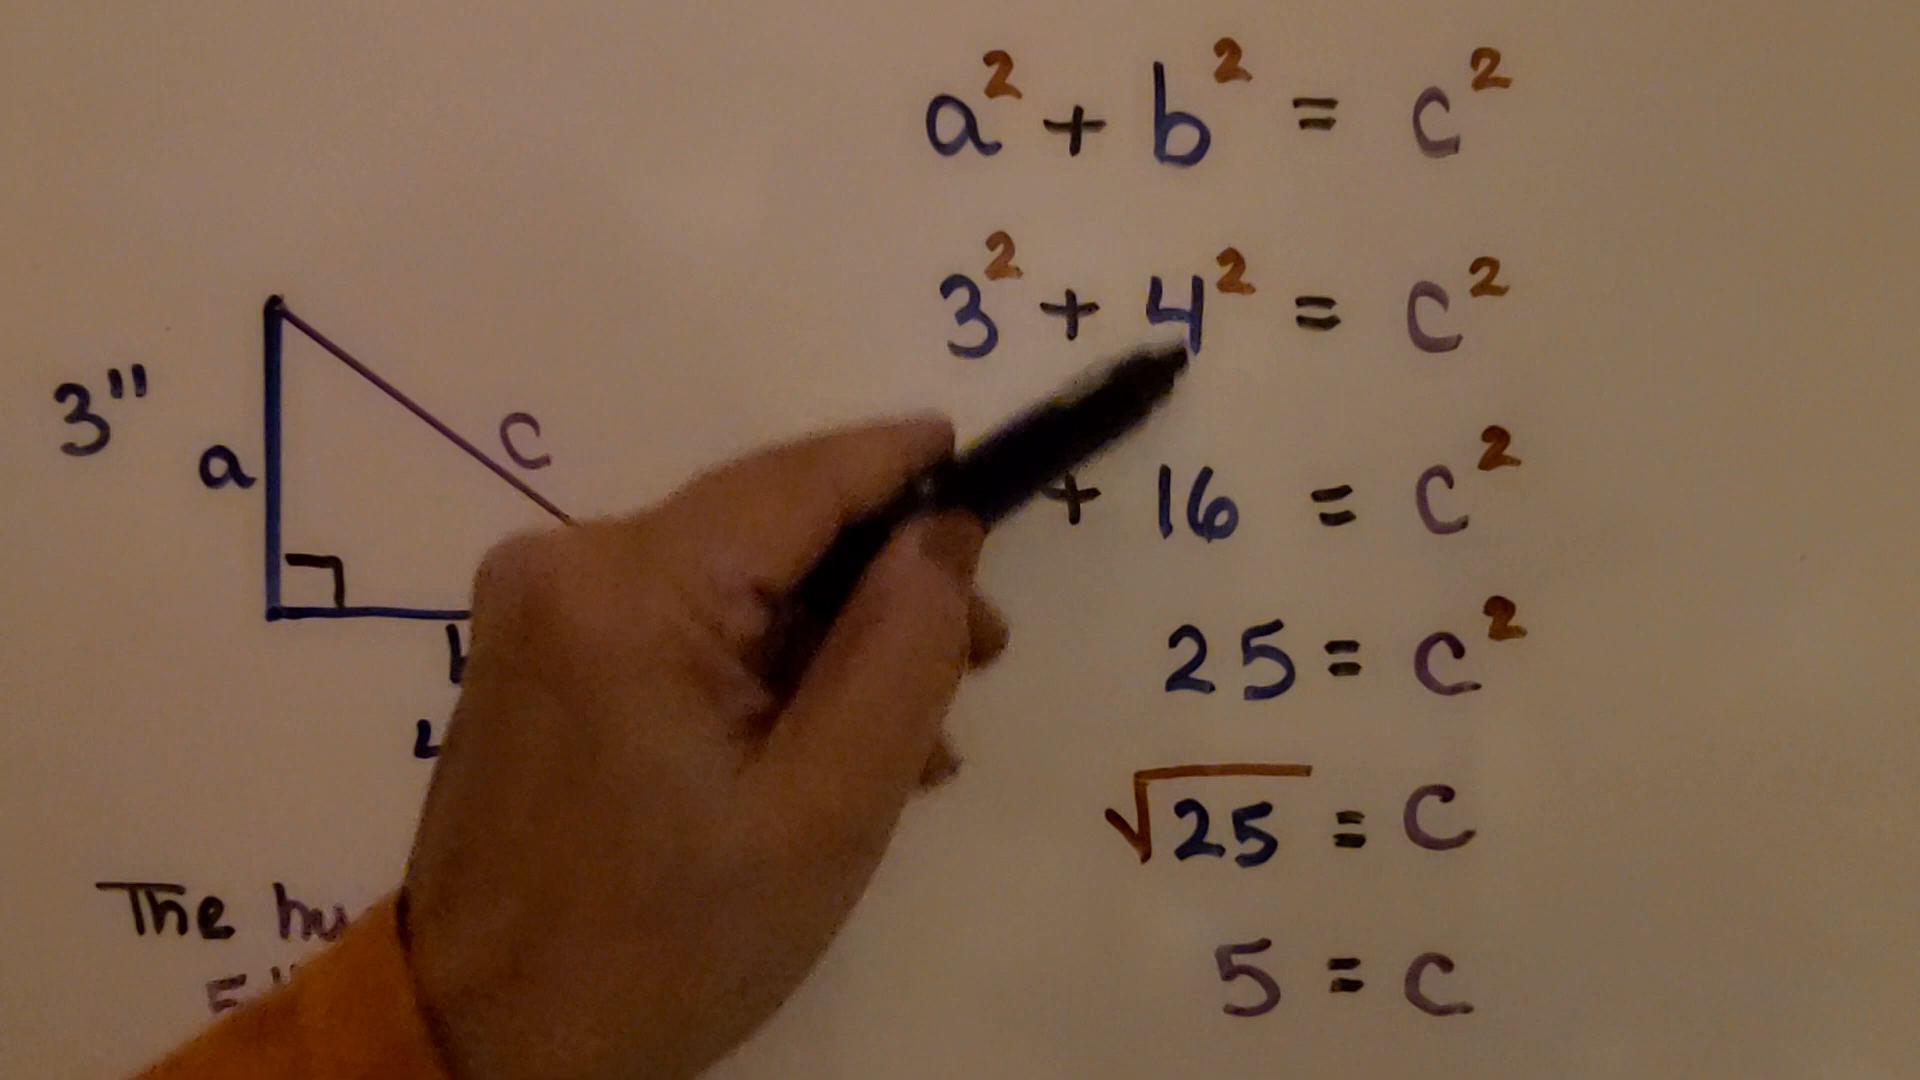 a² + b² = c²
3² + 4² = c²
+ 16 = c²
25 = c²
√25 = c
5 = c
3"
a
c
The